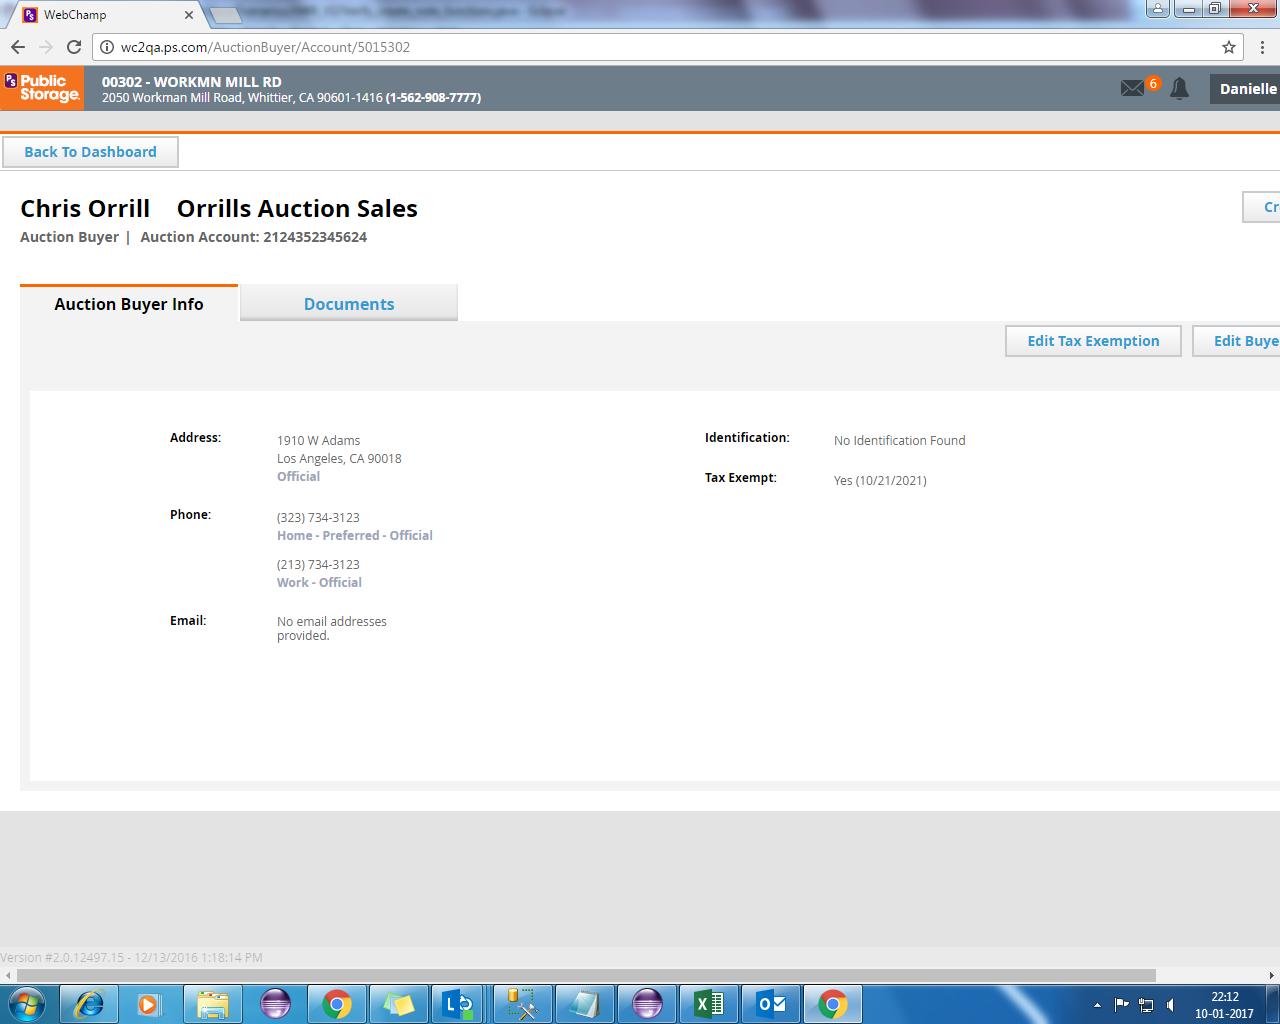 WebChamp
wc2qa.ps.com/AuctionBuyer/Account/5015302
PS Public
Storage.
00302 - WORKMN MILL RD
2050 Workman Mill Road, Whittier, CA 90601-1416 (1-562-908-7777)
6
Danielle
Back To Dashboard
Chris Orrill Orrills Auction Sales
Cr
Auction Buyer | Auction Account: 2124352345624
Auction Buyer Info
Documents
Edit Tax Exemption
Edit Buye
Address:
1910 W Adams
Los Angeles, CA 90018
Official
Phone:
(323) 734-3123
Home - Preferred - Official
(213) 734-3123
Work - Official
Email:
No email addresses
provided.
Identification:
No Identification Found
Tax Exempt:
Yes (10/21/2021)
Version #2.0.12497.15 - 12/13/2016 1:18:14 PM
22:12
10-01-2017